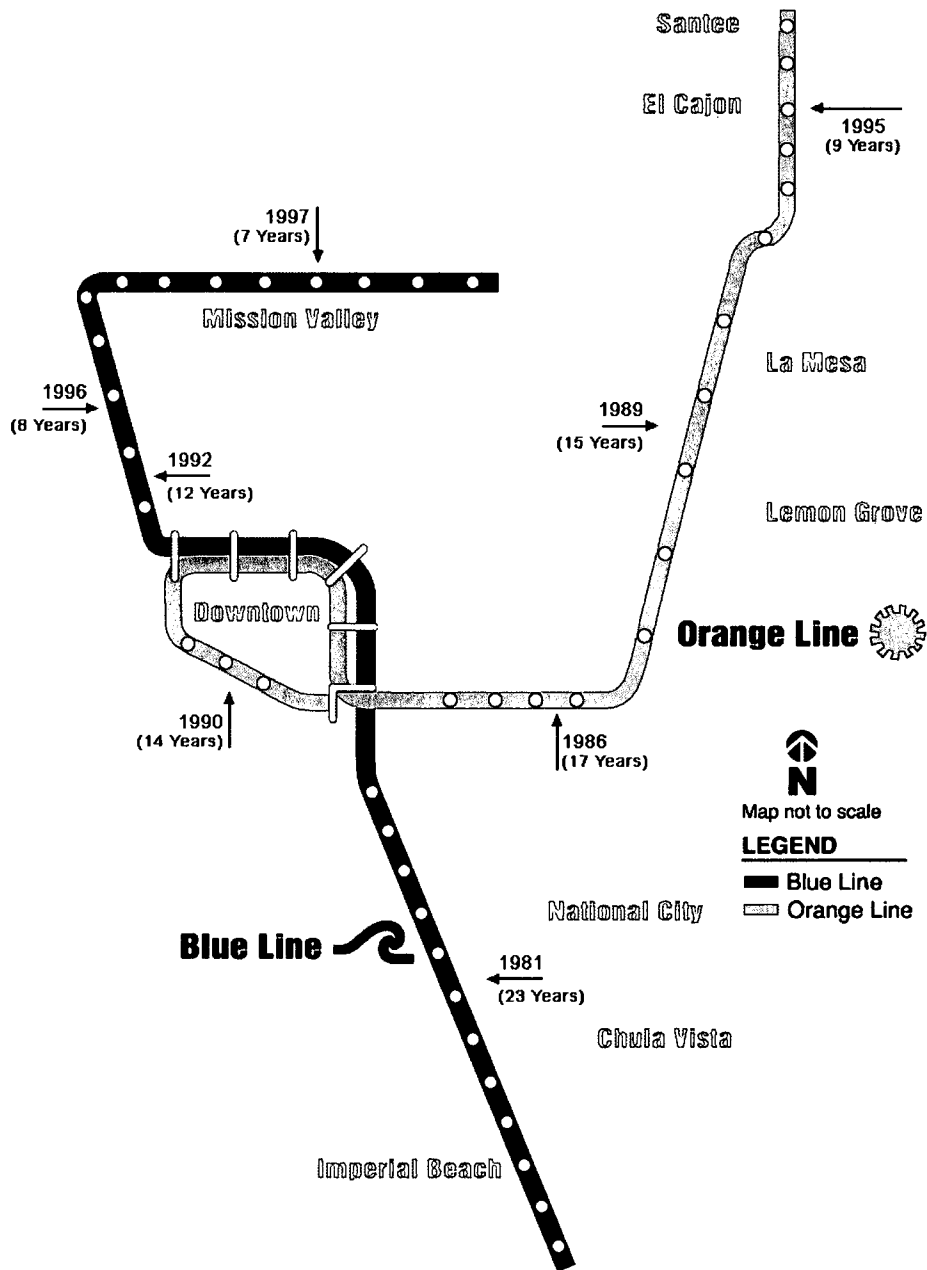 Santee
El Cajon
1995
(9 Years)
1997
(7 Years)
Mission Valley
La Mesa
1996
(8 Years)
1989
(15 Years)
1992
(12 Years)
Lemon Grove
Downtown
Orange Line
1990
(14 Years)
1986
(17 Years)
N
Map not to scale
LEGEND
Blue Line
Orange Line
National City
Blue Line
1981
(23 Years)
Chula Vista
Imperial Beach